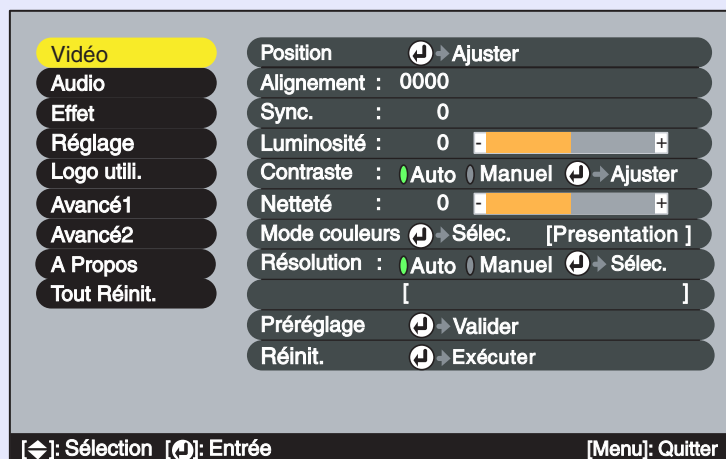 Vidéo
Audio
Effet
Réglage
Logo utili.
Avancé1
Avancé2
A Propos
Tout Réinit.
Position Ajuster
Alignement : 0000
Sync. : 0
Luminosité : 0 - +
Contraste : Auto Manuel Ajuster
Netteté : 0 - +
Mode couleurs Sélec. [Presentation ]
Résolution : Auto Manuel Sélec.
[ ]
Préréglage Valider
Réinit. Exécuter
[ ]: Sélection [ ]: Entrée [Menu]: Quitter